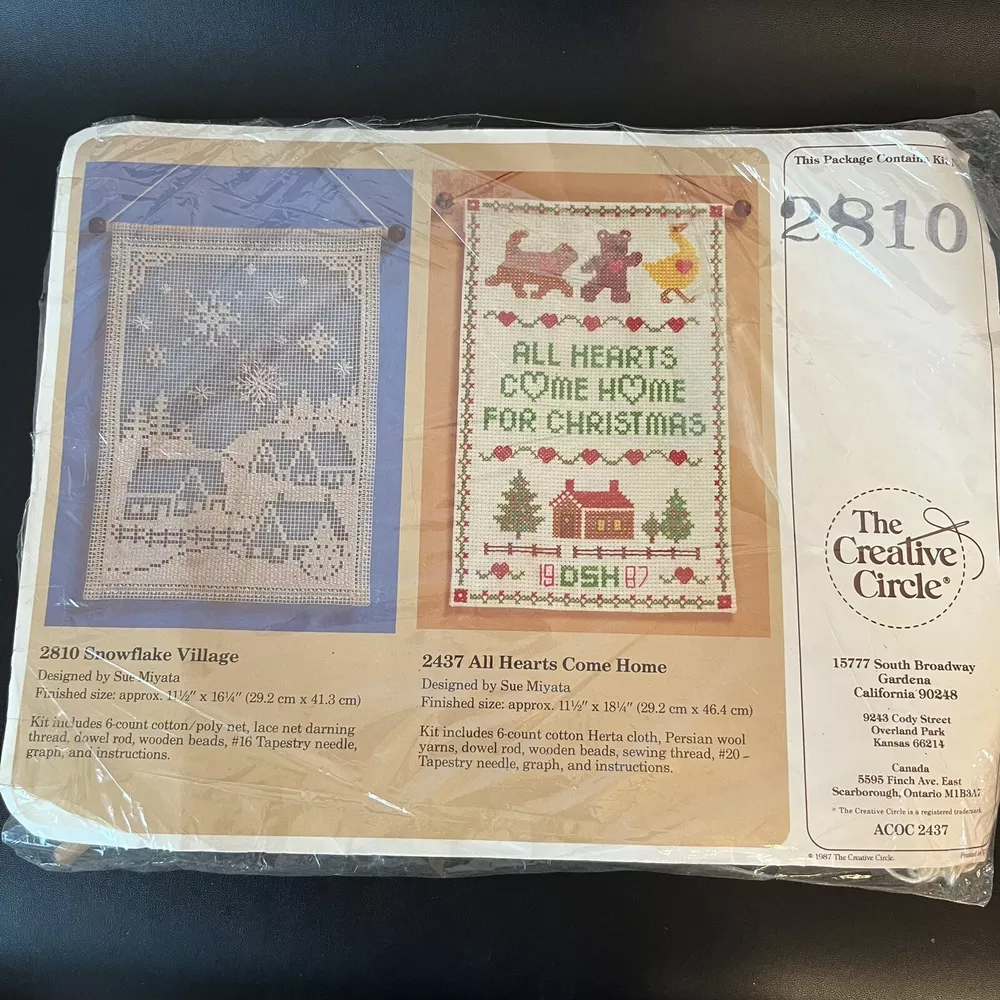 ALL HEARTS
COME HOME
FOR CHRISTMAS
19 DSH 87
2810 Snowflake Village
Designed by Sue Miyata
Finished size: approx. 11½" x 16¼" (29.2 cm x 41.3 cm)
Kit includes 6-count cotton/poly net, lace net darning
thread, dowel rod, wooden beads, #16 Tapestry needle,
graph, and instructions.
2437 All Hearts Come Home
Designed by Sue Miyata
Finished size: approx. 11½" x 18¼" (29.2 cm x 46.4 cm)
Kit includes 6-count cotton Herta cloth, Persian wool
yarns, dowel rod, wooden beads, sewing thread, #20
Tapestry needle, graph, and instructions.
This Package Contains Kit
2810
The
Creative
Circle®
15777 South Broadway
Gardena
California 90248
9243 Cody Street
Overland Park
Kansas 66214
Canada
5595 Finch Ave. East
Scarborough, Ontario M1B3A7
® The Creative Circle is a registered trademark
ACOC 2437
© 1987 The Creative Circle.
Printed